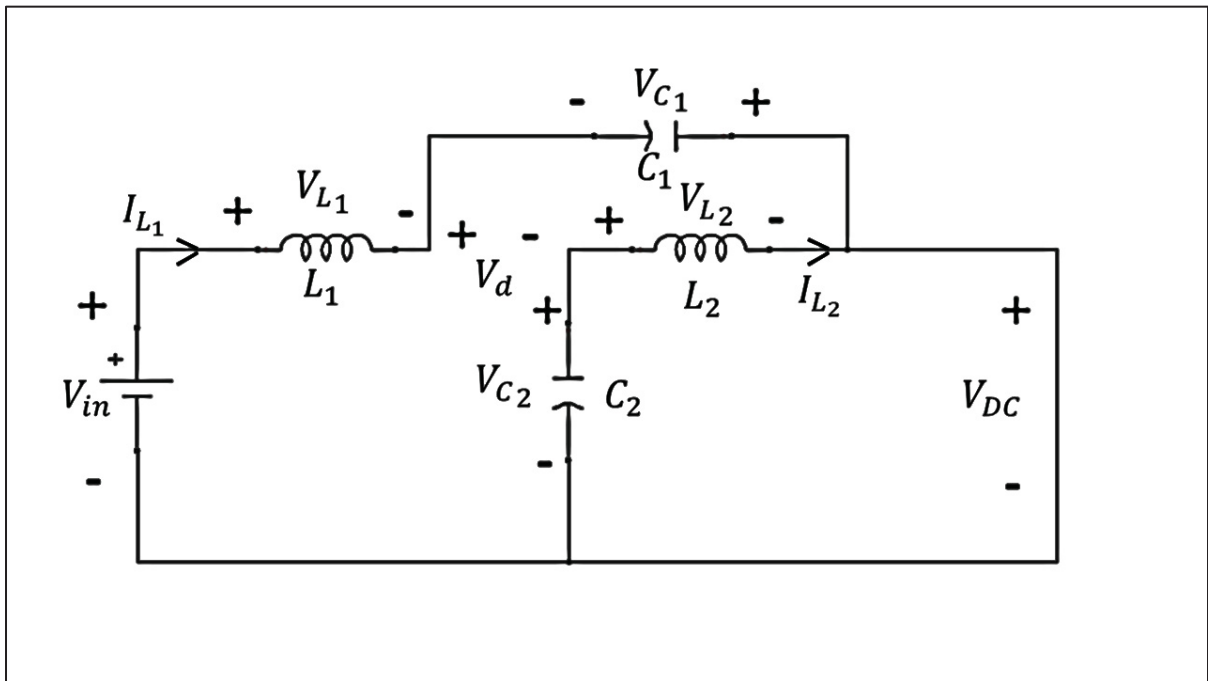 - V_{C_1} +
C_1
I_{L_1} + V_{L_1} -
L_1
+ V_d -
+ V_{L_2} -
L_2
I_{L_2}
+
+
V_{in}
-
+
V_{C_2} C_2
-
+
V_{DC}
-